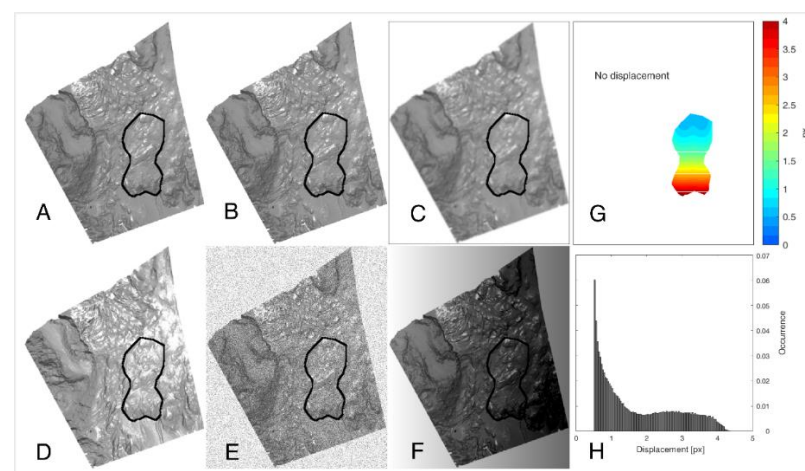 A
B
C
No displacement
G
4
3.5
3
2.5
2
1.5
1
0.5
0
px
D
E
F
H
0.07
0.06
0.05
0.04
0.03
0.02
0.01
0
Occurrence
0 1 2 3 4 5
Displacement [px]